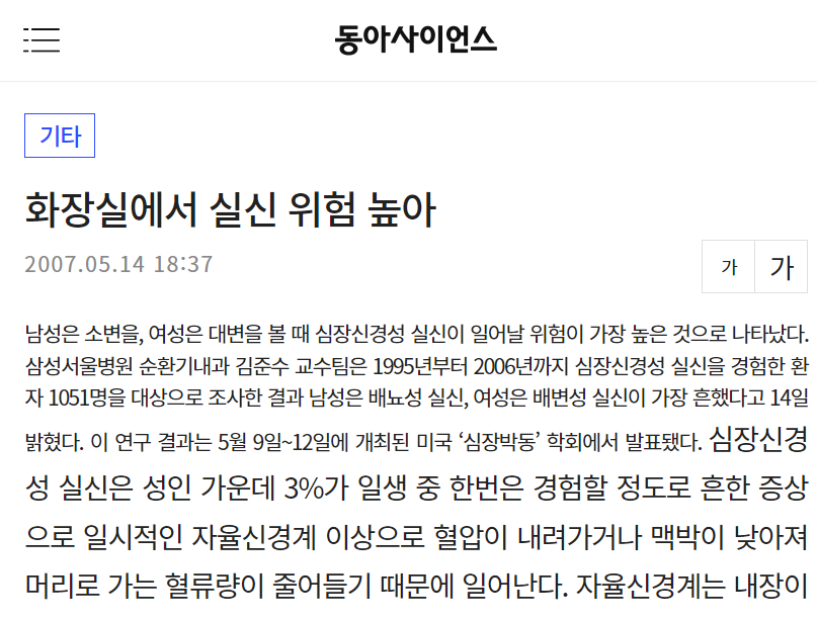 동아사이언스
기타
화장실에서 실신 위험 높아
2007.05.14 18:37
가 가
남성은 소변을, 여성은 대변을 볼 때 심장신경성 실신이 일어날 위험이 가장 높은 것으로 나타났다.
삼성서울병원 순환기내과 김준수 교수팀은 1995년부터 2006년까지 심장신경성 실신을 경험한 환
자 1051명을 대상으로 조사한 결과 남성은 배뇨성 실신, 여성은 배변성 실신이 가장 흔했다고 14일
밝혔다. 이 연구 결과는 5월 9일~12일에 개최된 미국 ‘심장박동’ 학회에서 발표됐다. 심장신경
성 실신은 성인 가운데 3%가 일생 중 한번은 경험할 정도로 흔한 증상
으로 일시적인 자율신경계 이상으로 혈압이 내려가거나 맥박이 낮아져
머리로 가는 혈류량이 줄어들기 때문에 일어난다. 자율신경계는 내장이